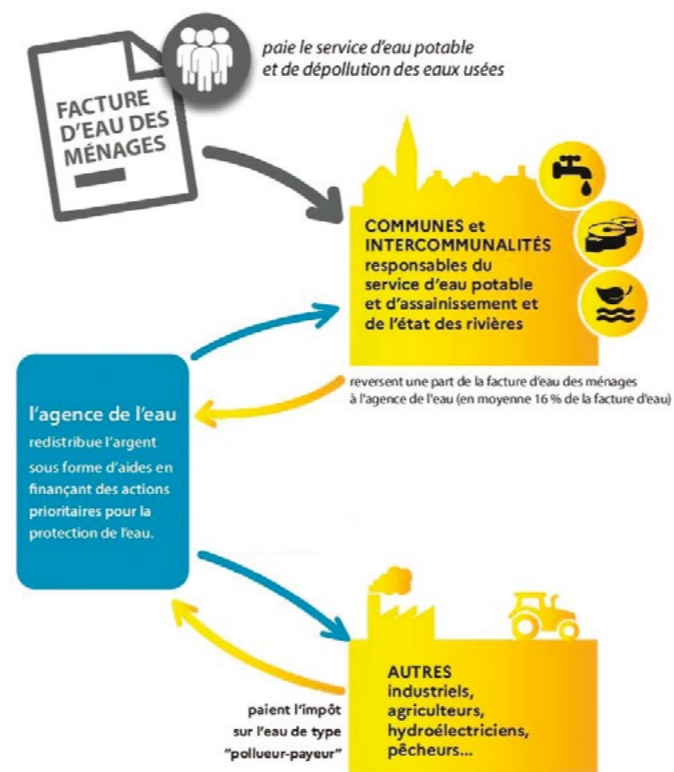 paie le service d'eau potable
et de dépollution des eaux usées
FACTURE
D'EAU DES
MÉNAGES
COMMUNES et
INTERCOMMUNALITÉS
responsables du
service d'eau potable
et d'assainissement et
de l'état des rivières
reversent une part de la facture d'eau des ménages
à l'agence de l'eau (en moyenne 16 % de la facture d'eau)
l'agence de l'eau
redistribue l'argent
sous forme d'aides en
finançant des actions
prioritaires pour la
protection de l'eau.
AUTRES
industriels,
agriculteurs,
hydroélectriciens,
pêcheurs...
paient l'impôt
sur l'eau de type
"pollueur-payeur"